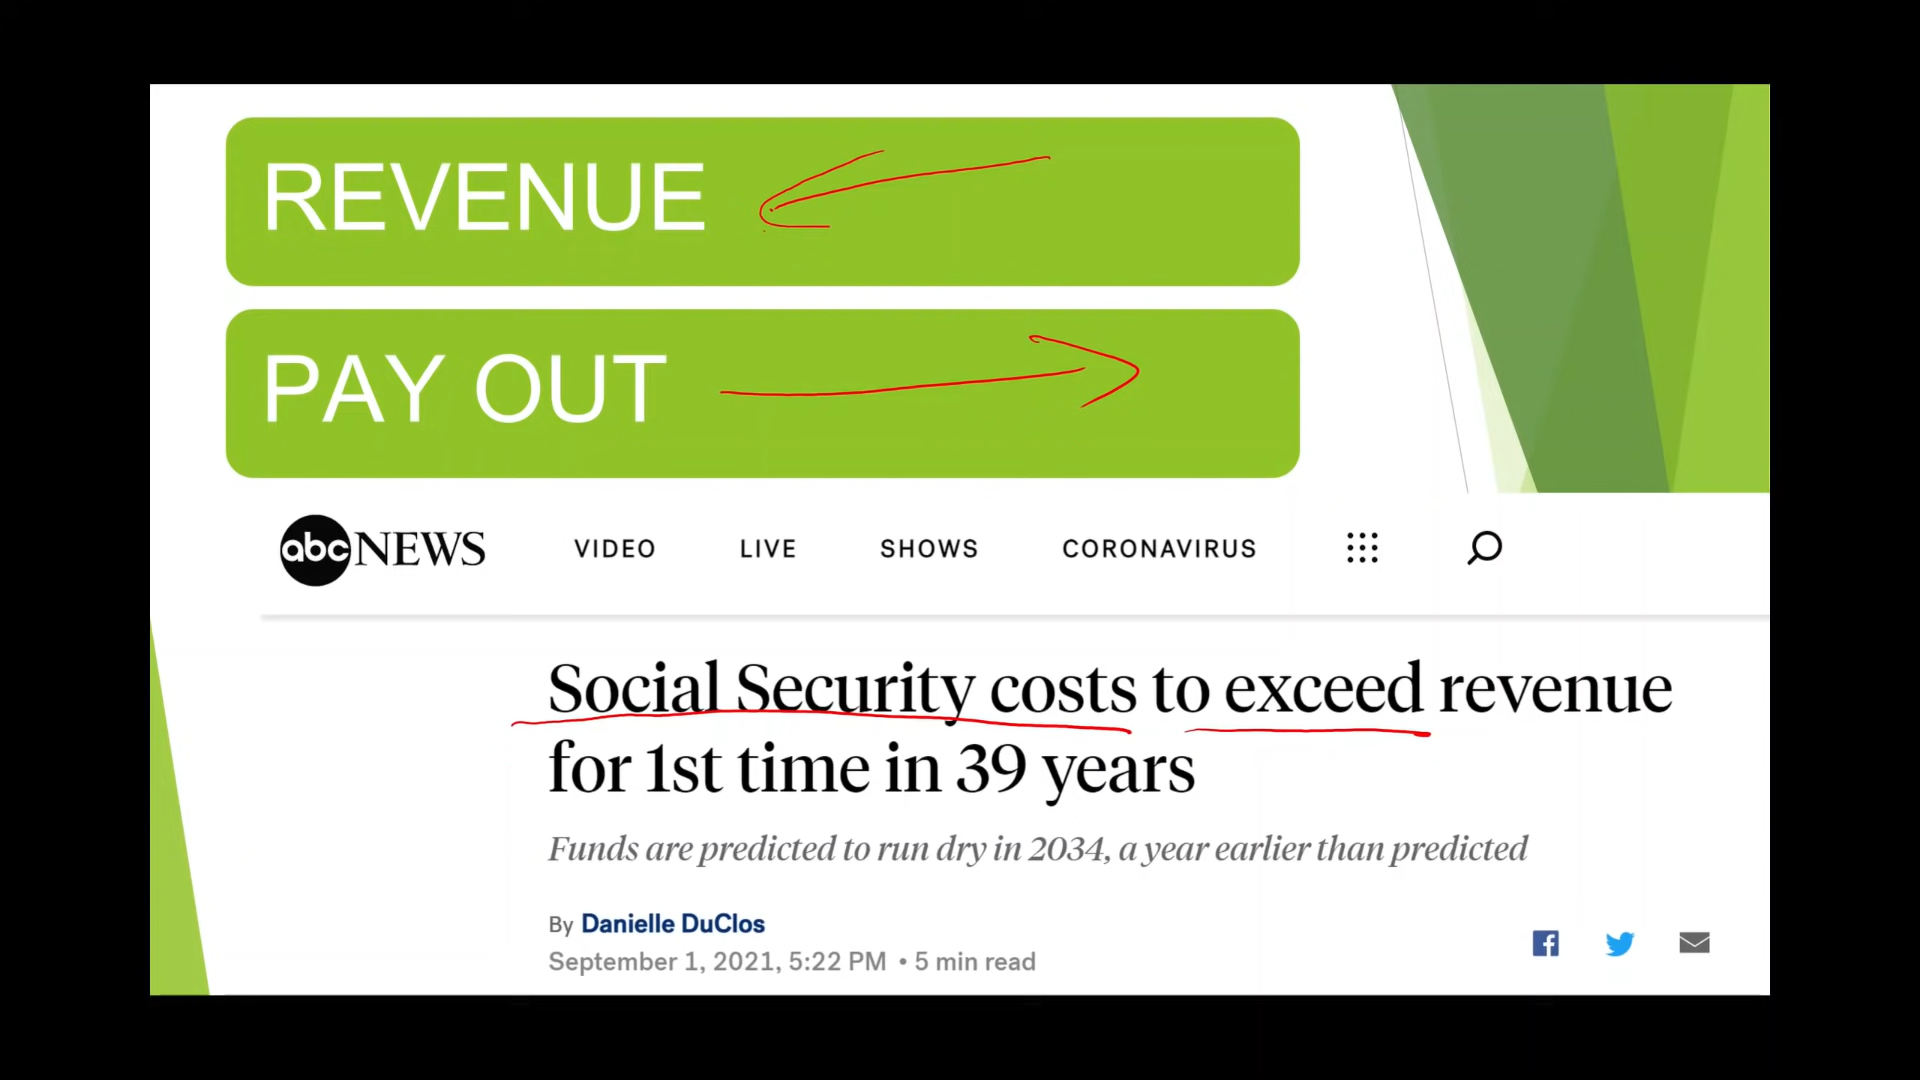 REVENUE
PAY OUT
abc NEWS VIDEO LIVE SHOWS CORONAVIRUS
Social Security costs to exceed revenue
for 1st time in 39 years
Funds are predicted to run dry in 2034, a year earlier than predicted
By Danielle DuClos
September 1, 2021, 5:22 PM • 5 min read